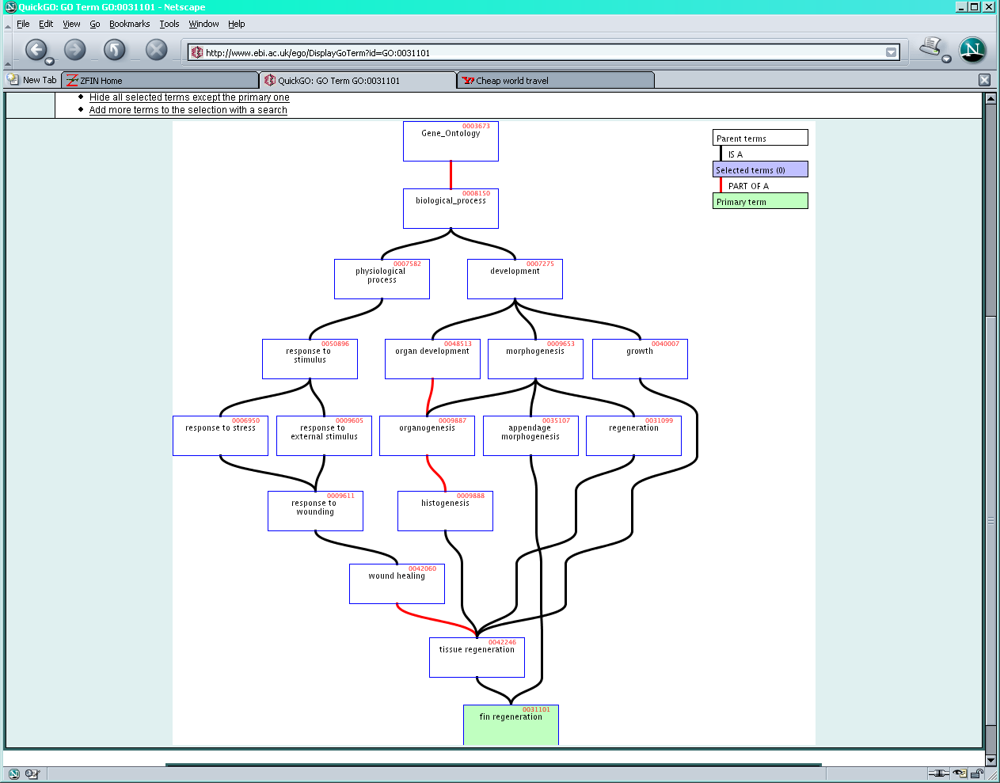 QuickGO: GO Term GO:0031101 - Netscape
File Edit View Go Bookmarks Tools Window Help
http://www.ebi.ac.uk/ego/DisplayGoTerm?id=GO:0031101
New Tab ZFIN Home QuickGO: GO Term GO:0031101 Cheap world travel
Hide all selected terms except the primary one
Add more terms to the selection with a search
0003673
Gene_Ontology
Parent terms
IS A
Selected terms (0)
PART OF A
Primary term
0008150
biological_process
0007582
physiological
process
0007275
development
0050896
response to
stimulus
0048513
organ development
0009653
morphogenesis
0040007
growth
0006950
response to stress
0009605
response to
external stimulus
0009887
organogenesis
0035107
appendage
morphogenesis
0031099
regeneration
0009611
response to
wounding
0009888
histogenesis
0042060
wound healing
0042246
tissue regeneration
0031101
fin regeneration